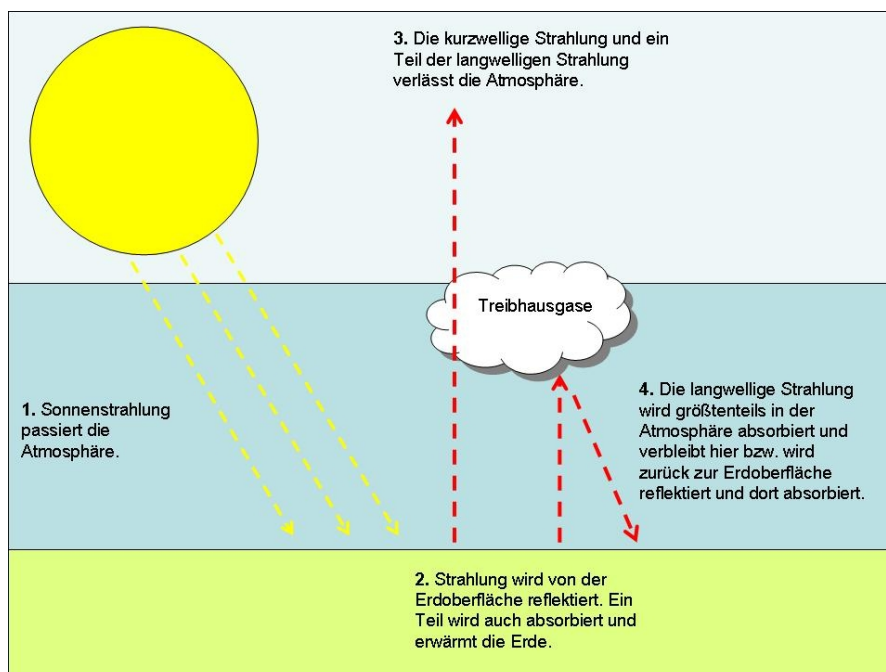 1. Sonnenstrahlung
passiert die
Atmosphäre.
2. Strahlung wird von der
Erdoberfläche reflektiert. Ein
Teil wird auch absorbiert und
erwärmt die Erde.
3. Die kurzwellige Strahlung und ein
Teil der langwelligen Strahlung
verlässt die Atmosphäre.
Treibhausgase
4. Die langwellige Strahlung
wird größtenteils in der
Atmosphäre absorbiert und
verbleibt hier bzw. wird
zurück zur Erdoberfläche
reflektiert und dort absorbiert.